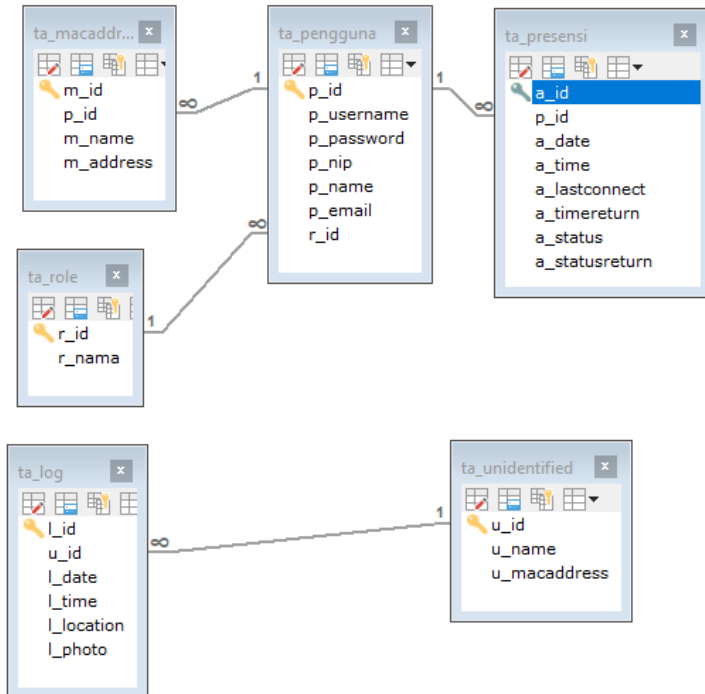 ta_macaddr...
m_id
p_id
m_name
m_address
ta_pengguna
p_id
p_username
p_password
p_nip
p_name
p_email
r_id
ta_presensi
a_id
p_id
a_date
a_time
a_lastconnect
a_timereturn
a_status
a_statusreturn
1
∞
1
∞
∞
1
ta_role
r_id
r_nama
ta_log
l_id
u_id
l_date
l_time
l_location
l_photo
∞
1
ta_unidentified
u_id
u_name
u_macaddress